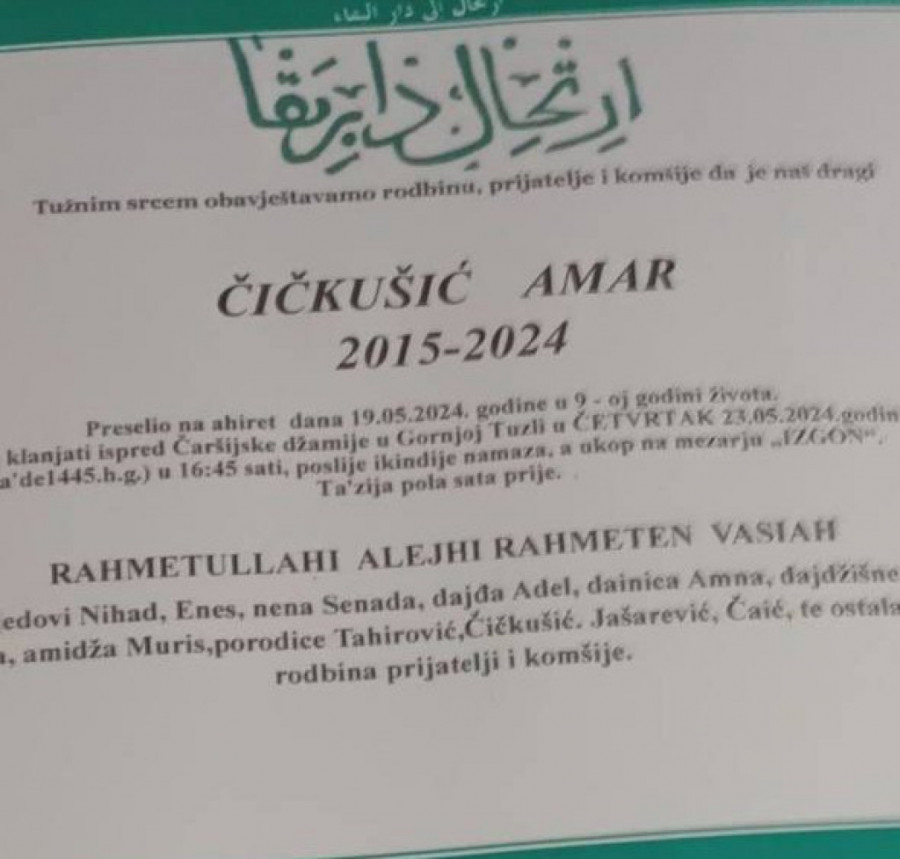 ارتحال الى دار البقاء
Tužnim srcem obavještavamo rodbinu, prijatelje i komšije da je naš dragi
ČIČKUŠIĆ AMAR
2015-2024
Preselio na ahiret dana 19.05.2024. godine u 9 - oj godini života.
klanjati ispred Čaršijske džamije u Gornjoj Tuzli u ČETVRTAK 23.05.2024.godin
a'de1445.h.g.) u 16:45 sati, poslije ikindije namaza, a ukop na mezarju „IZGON“.
Ta'zija pola sata prije.
RAHMETULLAHI ALEJHI RAHMETEN VASIAH
edovi Nihad, Enes, nena Senada, dajđa Adel, dainica Amna, dajdžišne
a, amidža Muris,porodice Tahirović,Čičkušić. Jašarević, Čaić, te ostala
rodbina prijatelji i komšije.